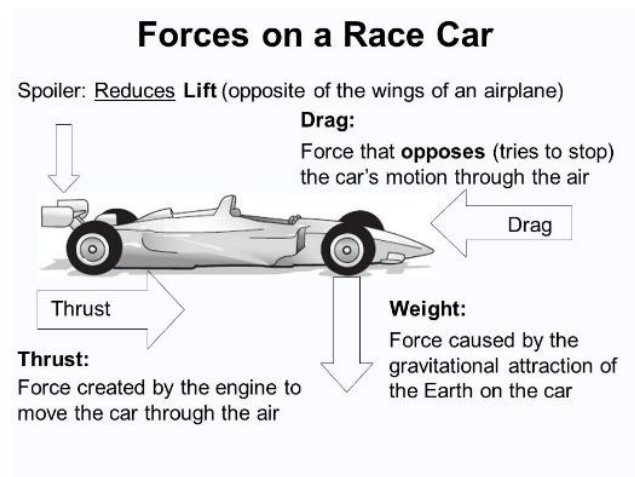 Forces on a Race Car
Spoiler: Reduces Lift (opposite of the wings of an airplane)
Drag:
Force that opposes (tries to stop)
the car's motion through the air
Drag
Thrust
Weight:
Force caused by the
gravitational attraction of
the Earth on the car
Thrust:
Force created by the engine to
move the car through the air